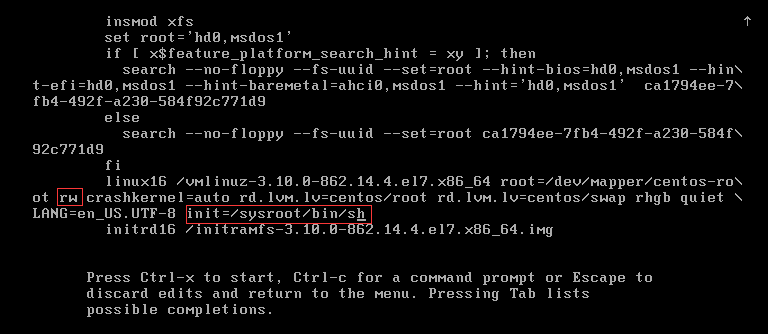 insmod xfs
set root='hd0,msdos1'
if [ x$feature_platform_search_hint = xy ]; then
search --no-floppy --fs-uuid --set=root --hint-bios=hd0,msdos1 --hin\
t-efi=hd0,msdos1 --hint-baremetal=ahci0,msdos1 --hint='hd0,msdos1'  ca1794ee-7\
fb4-492f-a230-584f92c771d9
else
search --no-floppy --fs-uuid --set=root ca1794ee-7fb4-492f-a230-584f\
92c771d9
fi
linux16 /vmlinuz-3.10.0-862.14.4.el7.x86_64 root=/dev/mapper/centos-ro\
ot rw crashkernel=auto rd.lvm.lv=centos/root rd.lvm.lv=centos/swap rhgb quiet \
LANG=en_US.UTF-8 init=/sysroot/bin/sh
initrd16 /initramfs-3.10.0-862.14.4.el7.x86_64.img
Press Ctrl-x to start, Ctrl-c for a command prompt or Escape to
discard edits and return to the menu. Pressing Tab lists
possible completions.